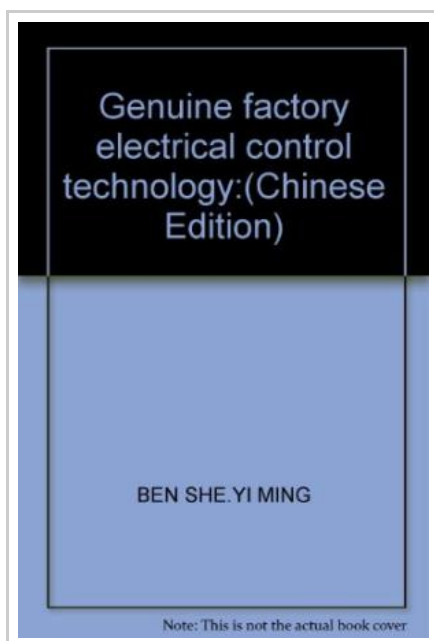 Genuine factory
electrical control
technology:(Chinese
Edition)
BEN SHE.YI MING
Note: This is not the actual book cover